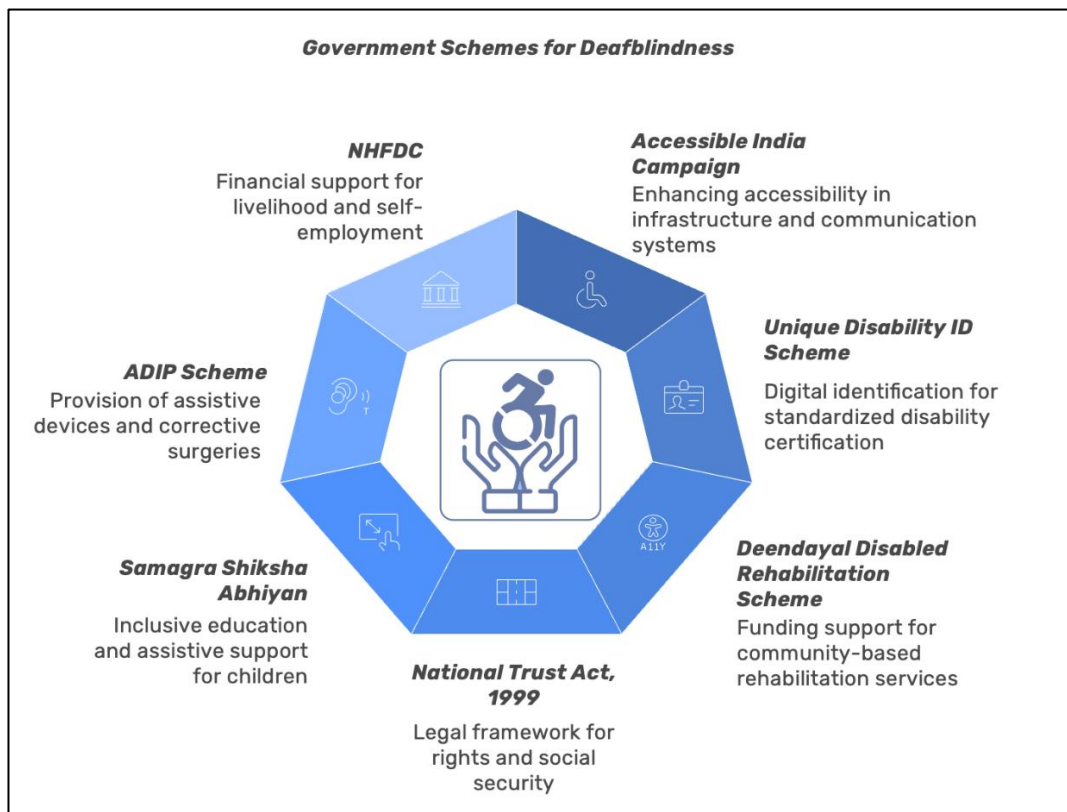 Government Schemes for Deafblindness
NHFDC
Financial support for
livelihood and self-
employment
Accessible India
Campaign
Enhancing accessibility in
infrastructure and communication
systems
Unique Disability ID
Scheme
Digital identification for
standardized disability
certification
Deendayal Disabled
Rehabilitation
Scheme
Funding support for
community-based
rehabilitation services
National Trust Act,
1999
Legal framework for
rights and social
security
Samagra Shiksha
Abhiyan
Inclusive education
and assistive support
for children
ADIP Scheme
Provision of assistive
devices and corrective
surgeries
T
A11Y